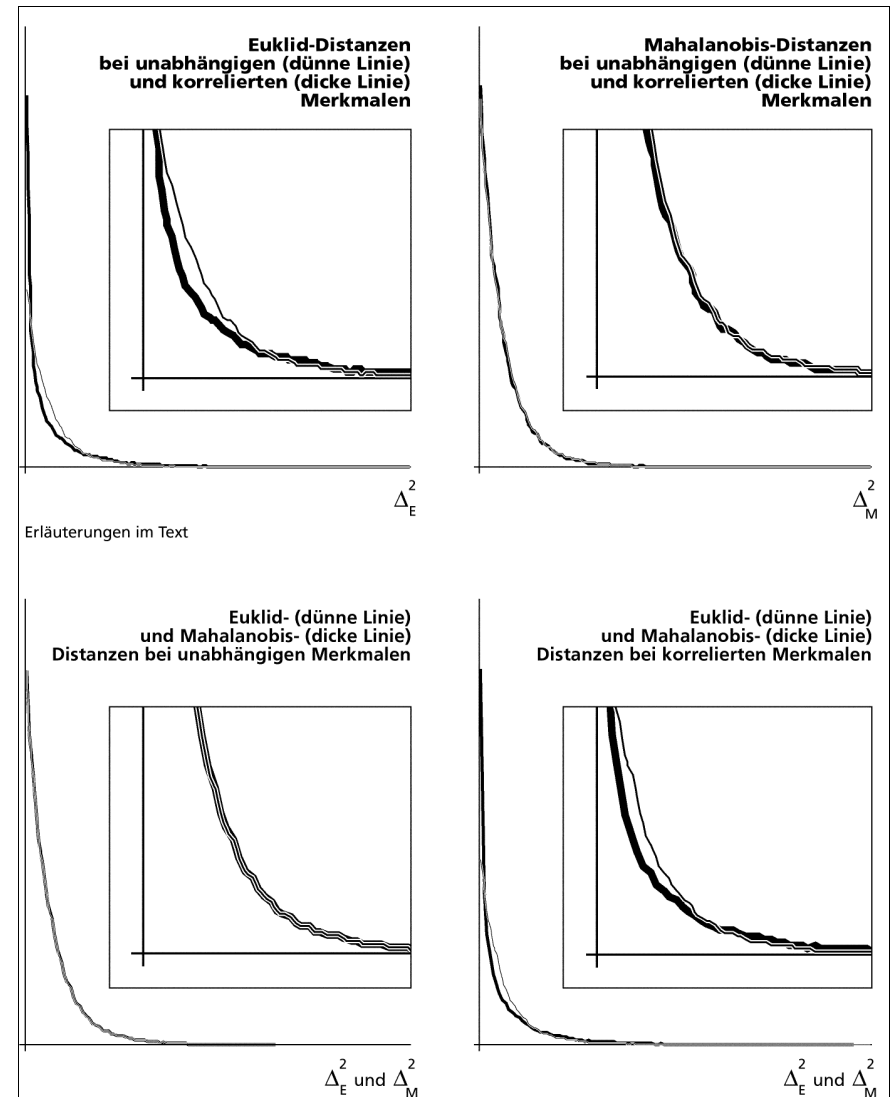 Euklid-Distanzen
bei unabhängigen (dünne Linie)
und korrelierten (dicke Linie)
Merkmalen
Δ²E
Mahalanobis-Distanzen
bei unabhängigen (dünne Linie)
und korrelierten (dicke Linie)
Merkmalen
Δ²M
Erläuterungen im Text
Euklid- (dünne Linie)
und Mahalanobis- (dicke Linie)
Distanzen bei unabhängigen Merkmalen
Δ²E und Δ²M
Euklid- (dünne Linie)
und Mahalanobis- (dicke Linie)
Distanzen bei korrelierten Merkmalen
Δ²E und Δ²M